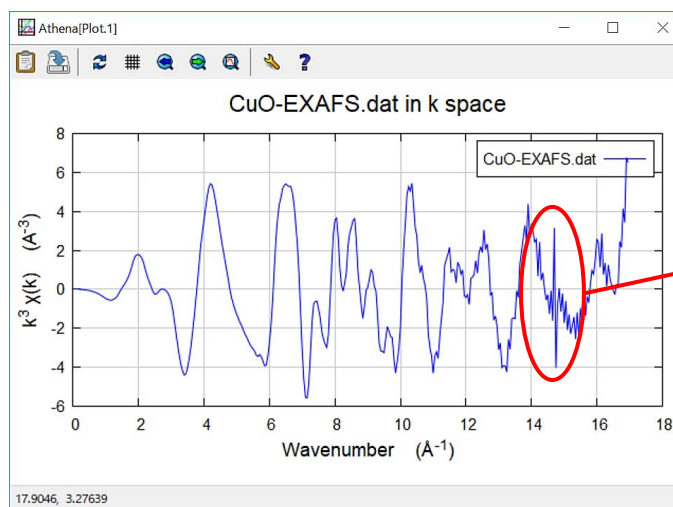 Athena[Plot.1]
CuO-EXAFS.dat in k space
CuO-EXAFS.dat
8
6
4
2
0
-2
-4
-6
k³ χ(k) (A⁻³)
0 2 4 6 8 10 12 14 16 18
Wavenumber (Å⁻¹)
17.9046, 3.27639